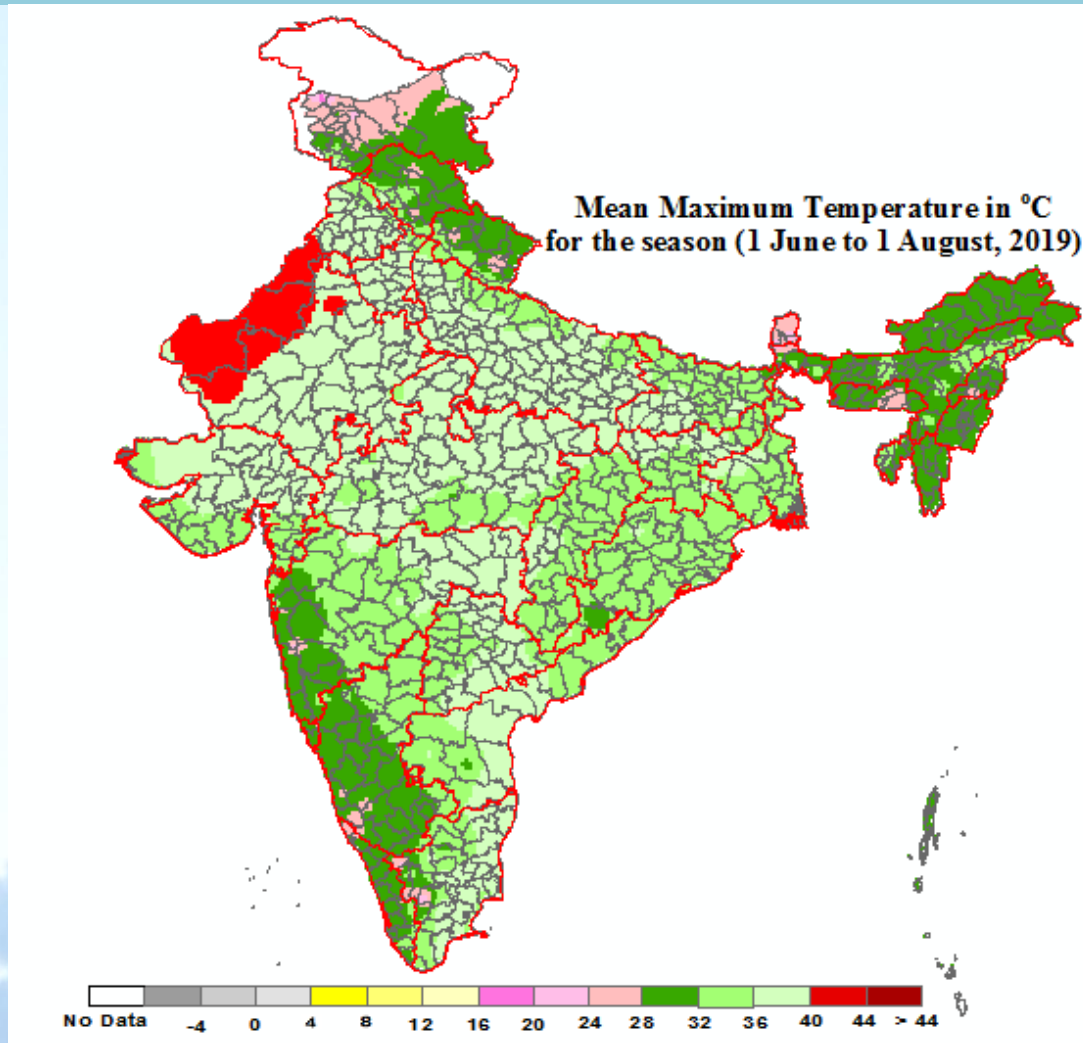 Mean Maximum Temperature in °C
for the season (1 June to 1 August, 2019)
No Data -4 0 4 8 12 16 20 24 28 32 36 40 44 > 44